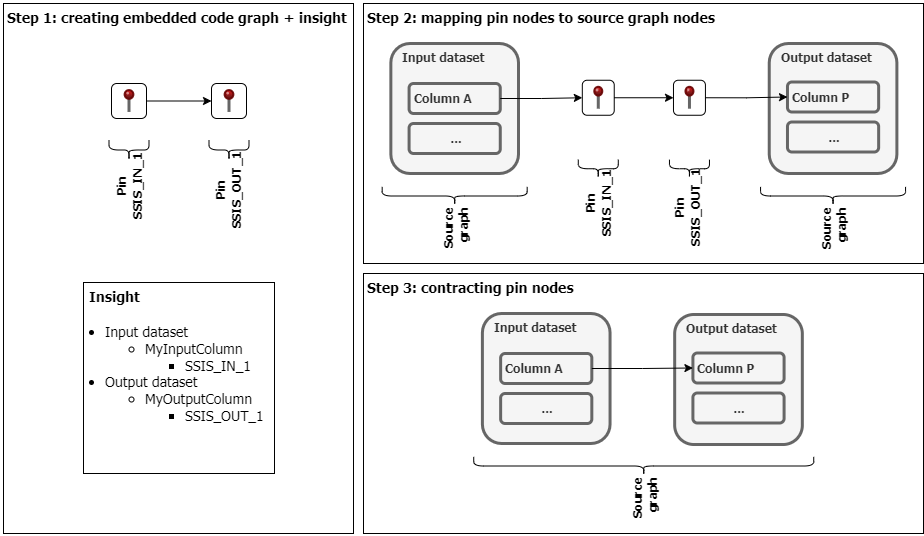 Step 1: creating embedded code graph + insight
Pin
SSIS_IN_1
Pin
SSIS_OUT_1
Insight
Input dataset
MyInputColumn
SSIS_IN_1
Output dataset
MyOutputColumn
SSIS_OUT_1
Step 2: mapping pin nodes to source graph nodes
Input dataset
Column A
...
Output dataset
Column P
...
Source
graph
Pin
SSIS_IN_1
Pin
SSIS_OUT_1
Source
graph
Step 3: contracting pin nodes
Input dataset
Column A
...
Output dataset
Column P
...
Source
graph